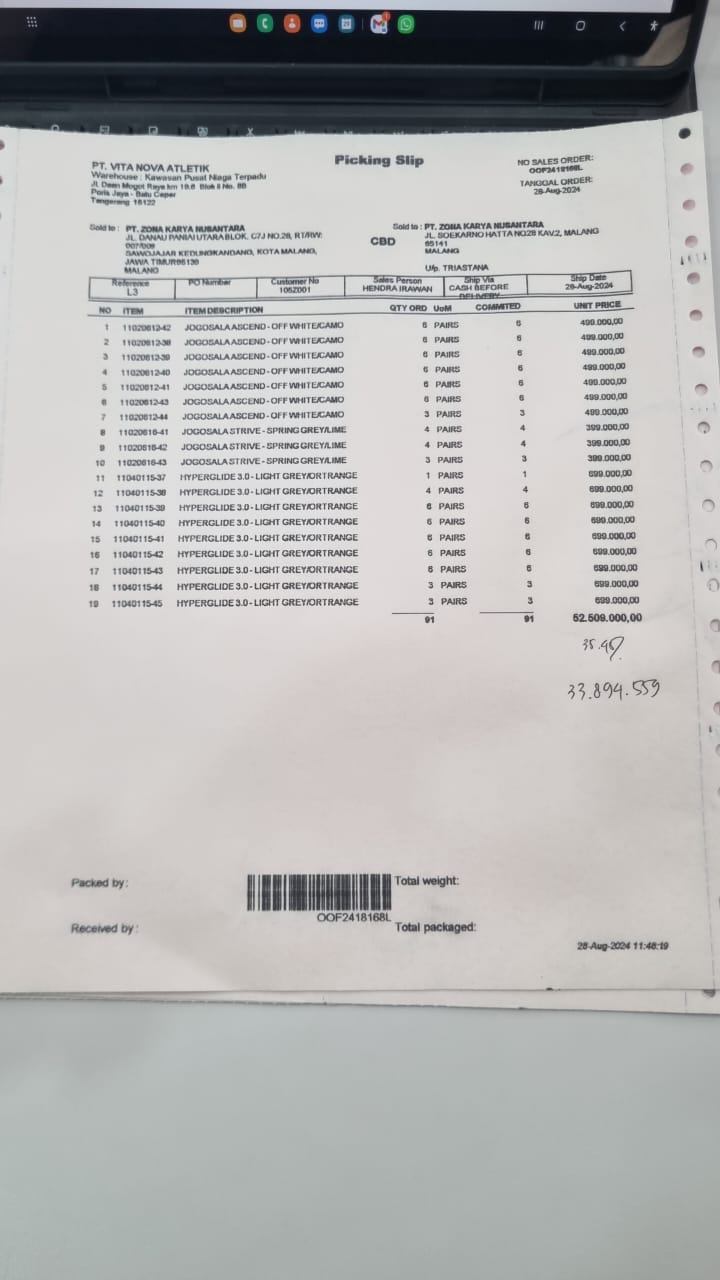 Picking Slip
PT. VITA NOVA ATLETIK
Warehouse : Kawasan Pusat Niaga Terpadu
Jl. Daan Mogot Raya km 19.6 Blok II No. 8B
Poris Jaya - Batu Ceper
Tangerang 15122
NO SALES ORDER:
OOF2418168L
TANGGAL ORDER:
28-Aug-2024
Sold to : PT. ZONA KARYA NUSANTARA
JL. DANAU PANIAI UTARA BLOK. C7J NO.28, RT/RW:
007/009
SAWOJAJAR KEDUNGKANDANG, KOTA MALANG,
JAWA TIMUR65139
MALANG
CBD
Sold to : PT. ZONA KARYA NUSANTARA
JL. SOEKARNO HATTA NO28 KAV.2, MALANG
65141
MALANG
U/p. TRIASTANA
Reference PO Number Customer No Sales Person Ship Via Ship Date
L3 105Z001 HENDRA IRAWAN CASH BEFORE DELIVERY 28-Aug-2024
NO ITEM ITEM DESCRIPTION QTY ORD UoM COMMITED UNIT PRICE
1 11020612-42 JOGOSALA ASCEND - OFF WHITE/CAMO 6 PAIRS 6 499.000,00
2 11020612-38 JOGOSALA ASCEND - OFF WHITE/CAMO 6 PAIRS 6 499.000,00
3 11020612-39 JOGOSALA ASCEND - OFF WHITE/CAMO 6 PAIRS 6 499.000,00
4 11020612-40 JOGOSALA ASCEND - OFF WHITE/CAMO 6 PAIRS 6 499.000,00
5 11020612-41 JOGOSALA ASCEND - OFF WHITE/CAMO 6 PAIRS 6 499.000,00
6 11020612-43 JOGOSALA ASCEND - OFF WHITE/CAMO 6 PAIRS 6 499.000,00
7 11020612-44 JOGOSALA ASCEND - OFF WHITE/CAMO 3 PAIRS 3 499.000,00
8 11020616-41 JOGOSALA STRIVE - SPRING GREY/LIME 4 PAIRS 4 399.000,00
9 11020616-42 JOGOSALA STRIVE - SPRING GREY/LIME 4 PAIRS 4 399.000,00
10 11020616-43 JOGOSALA STRIVE - SPRING GREY/LIME 3 PAIRS 3 399.000,00
11 11040115-37 HYPERGLIDE 3.0 - LIGHT GREY/ORTRANGE 1 PAIRS 1 699.000,00
12 11040115-38 HYPERGLIDE 3.0 - LIGHT GREY/ORTRANGE 4 PAIRS 4 699.000,00
13 11040115-39 HYPERGLIDE 3.0 - LIGHT GREY/ORTRANGE 6 PAIRS 6 699.000,00
14 11040115-40 HYPERGLIDE 3.0 - LIGHT GREY/ORTRANGE 6 PAIRS 6 699.000,00
15 11040115-41 HYPERGLIDE 3.0 - LIGHT GREY/ORTRANGE 6 PAIRS 6 699.000,00
16 11040115-42 HYPERGLIDE 3.0 - LIGHT GREY/ORTRANGE 6 PAIRS 6 699.000,00
17 11040115-43 HYPERGLIDE 3.0 - LIGHT GREY/ORTRANGE 6 PAIRS 6 699.000,00
18 11040115-44 HYPERGLIDE 3.0 - LIGHT GREY/ORTRANGE 3 PAIRS 3 699.000,00
19 11040115-45 HYPERGLIDE 3.0 - LIGHT GREY/ORTRANGE 3 PAIRS 3 699.000,00
91 91 52.509.000,00
33.894.559
Packed by :
Total weight:
OOF2418168L
Received by :
Total packaged:
28-Aug-2024 11:48:19